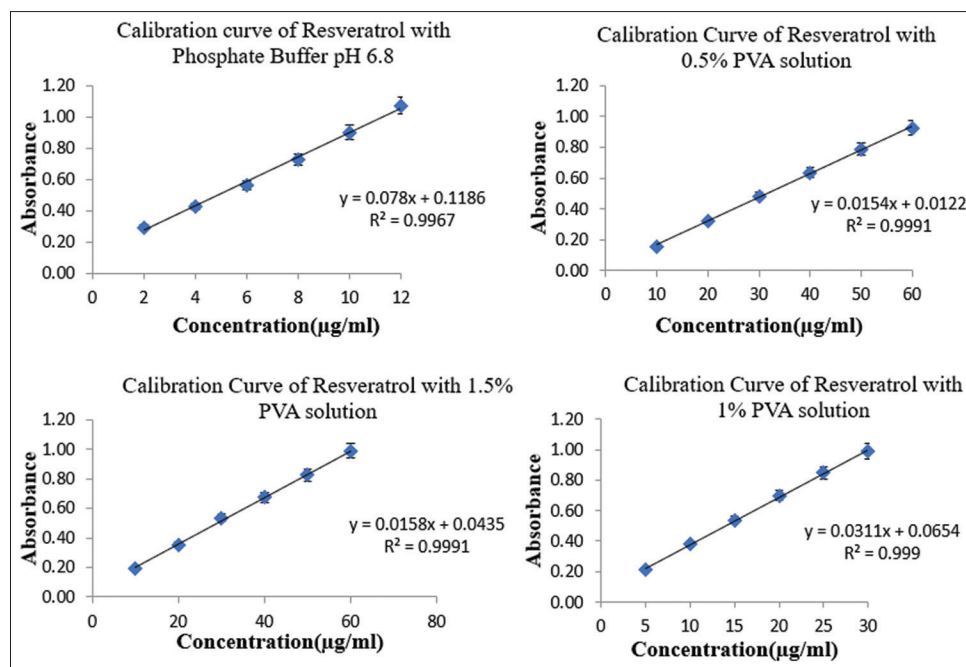 Calibration curve of Resveratrol with
Phosphate Buffer pH 6.8
1.20
1.00
0.80
0.60
0.40
0.20
0.00
Absorbance
y = 0.078x + 0.1186
R² = 0.9967
0 2 4 6 8 10 12
Concentration(µg/ml)
Calibration Curve of Resveratrol with
0.5% PVA solution
1.20
1.00
0.80
0.60
0.40
0.20
0.00
Absorbance
y = 0.0154x + 0.0122
R² = 0.9991
0 10 20 30 40 50 60
Concentration(µg/ml)
Calibration Curve of Resveratrol with 1.5%
PVA solution
1.20
1.00
0.80
0.60
0.40
0.20
0.00
Absorbance
y = 0.0158x + 0.0435
R² = 0.9991
0 20 40 60 80
Concentration(µg/ml)
Calibration Curve of Resveratrol with
1% PVA solution
1.20
1.00
0.80
0.60
0.40
0.20
0.00
Absorbance
y = 0.0311x + 0.0654
R² = 0.999
0 5 10 15 20 25 30
Concentration(µg/ml)